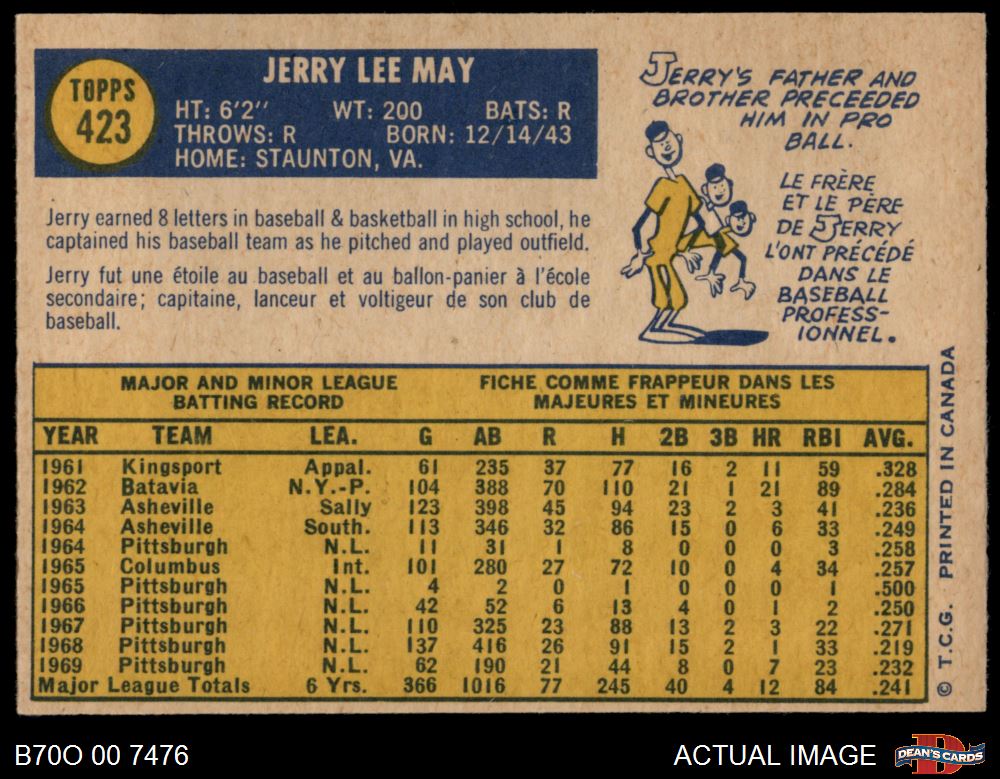 TOPPS
423
JERRY LEE MAY
HT: 6'2" WT: 200 BATS: R
THROWS: R BORN: 12/14/43
HOME: STAUNTON, VA.
Jerry earned 8 letters in baseball & basketball in high school, he
captained his baseball team as he pitched and played outfield.
Jerry fut une étoile au baseball et au ballon-panier à l'école
secondaire; capitaine, lanceur et voltigeur de son club de
baseball.
JERRY'S FATHER AND
BROTHER PRECEEDED
HIM IN PRO
BALL.
LE FRÈRE
ET LE PÈRE
DE JERRY
L'ONT PRÉCÉDÉ
DANS LE
BASEBALL
PROFESS-
IONNEL.
MAJOR AND MINOR LEAGUE
BATTING RECORD
FICHE COMME FRAPPEUR DANS LES
MAJEURES ET MINEURES
YEAR TEAM LEA. G AB R H 2B 3B HR RBI AVG.
1961 Kingsport Appal. 61 235 37 77 16 2 11 59 .328
1962 Batavia N.Y.-P. 104 388 70 110 21 1 21 89 .284
1963 Asheville Sally 123 398 45 94 23 2 3 41 .236
1964 Asheville South. 113 346 32 86 15 0 6 33 .249
1964 Pittsburgh N.L. 11 31 1 8 0 0 0 3 .258
1965 Columbus Int. 101 280 27 72 10 0 4 34 .257
1965 Pittsburgh N.L. 4 2 0 1 0 0 0 1 .500
1966 Pittsburgh N.L. 42 52 6 13 4 0 1 2 .250
1967 Pittsburgh N.L. 110 325 23 88 13 2 3 22 .271
1968 Pittsburgh N.L. 137 416 26 91 15 2 1 33 .219
1969 Pittsburgh N.L. 62 190 21 44 8 0 7 23 .232
Major League Totals 6 Yrs. 366 1016 77 245 40 4 12 84 .241
© T.C.G. PRINTED IN CANADA
B70O 00 7476
ACTUAL IMAGE
DEAN'S CARDS